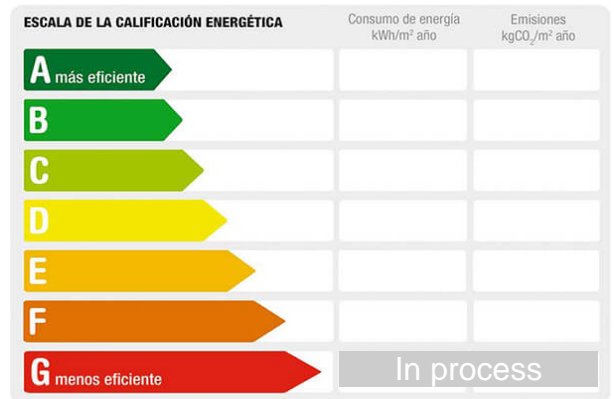 ESCALA DE LA CALIFICACIÓN ENERGÉTICA
Consumo de energía
kWh/m² año
Emisiones
kgCO₂/m² año
A más eficiente
B
C
D
E
F
G menos eficiente
In process